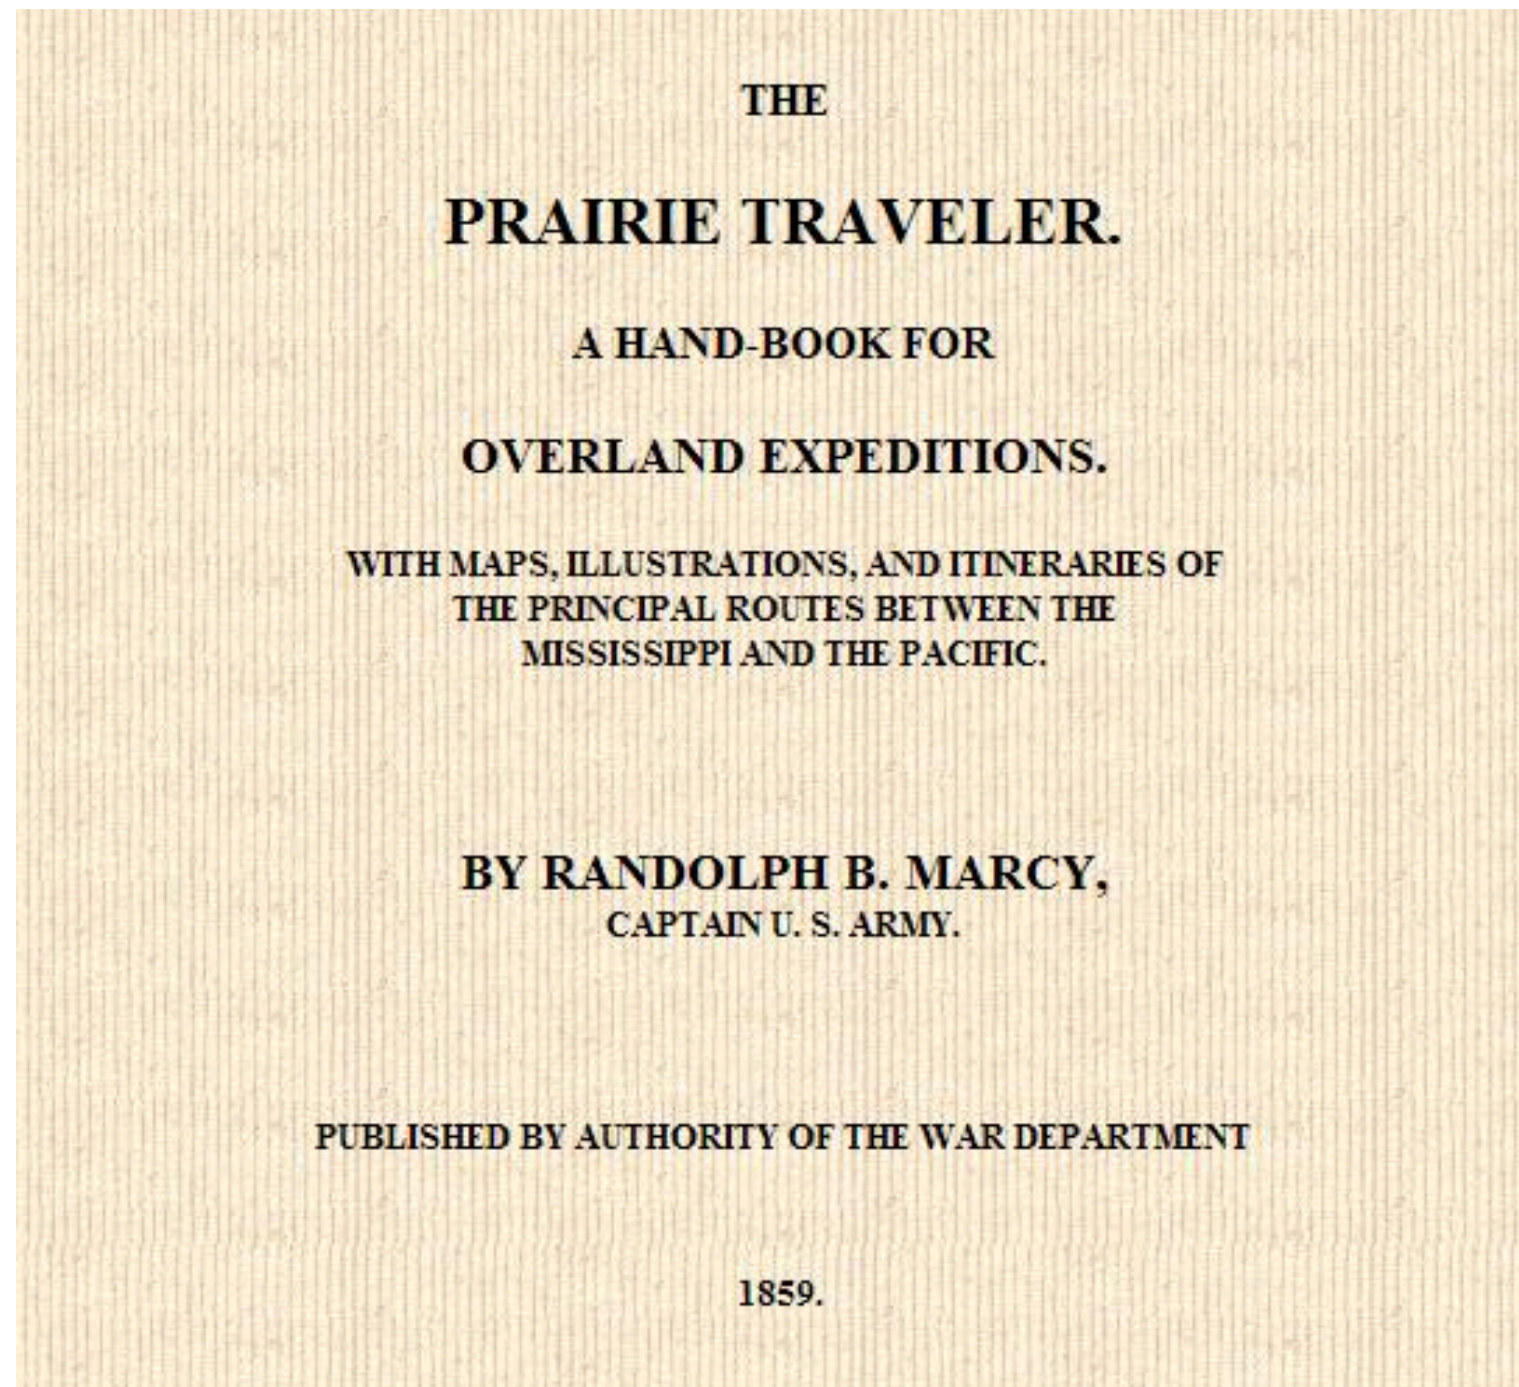 THE
PRAIRIE TRAVELER.
A HAND-BOOK FOR
OVERLAND EXPEDITIONS.
WITH MAPS, ILLUSTRATIONS, AND ITINERARIES OF
THE PRINCIPAL ROUTES BETWEEN THE
MISSISSIPPI AND THE PACIFIC.
BY RANDOLPH B. MARCY,
CAPTAIN U. S. ARMY.
PUBLISHED BY AUTHORITY OF THE WAR DEPARTMENT
1859.